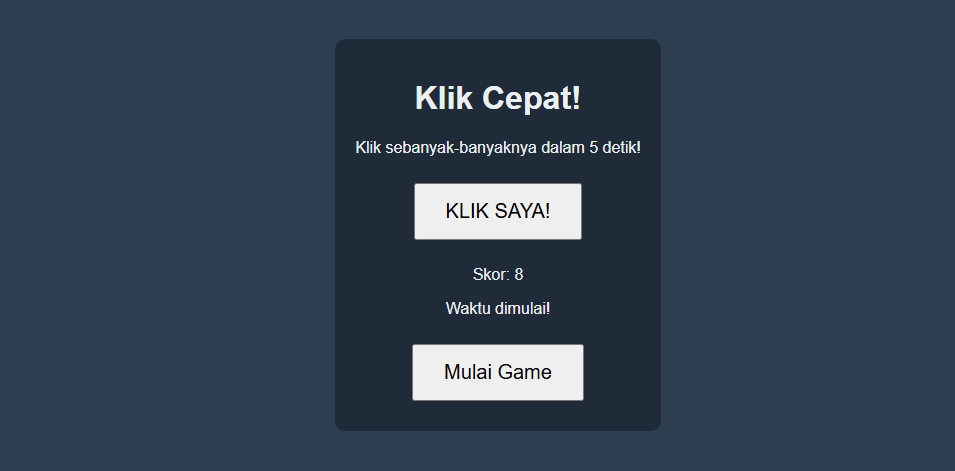 Klik Cepat!
Klik sebanyak-banyaknya dalam 5 detik!
KLIK SAYA!
Skor: 8
Waktu dimulai!
Mulai Game